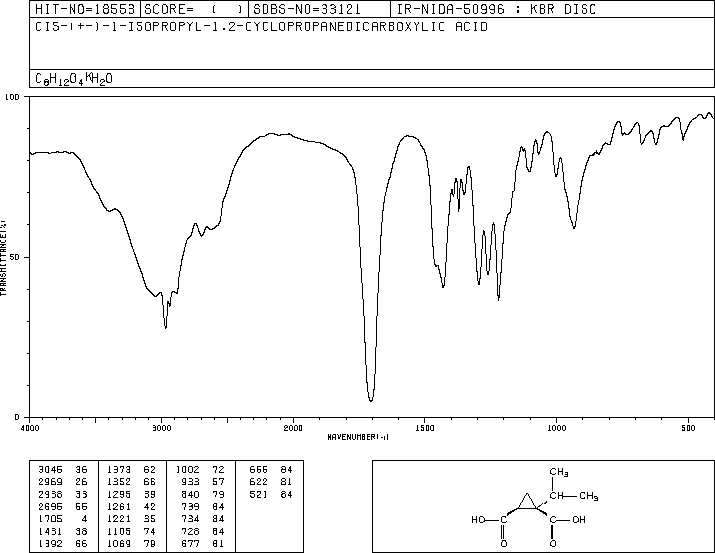 HIT-NO=18553 SCORE= ( ) SDBS-NO=33121 IR-NIDA-50996 : KBR DISC
CIS-(+-)-1-ISOPROPYL-1,2-CYCLOPROPANEDICARBOXYLIC ACID
C8H12O4KH2O
100
50
0
TRANSMITTANCE(%)
4000 3000 2000 1500 1000 500
WAVENUMBER(-1)
3045 36 1373 62 1002 72 666 84
2969 26 1352 66 933 57 622 81
2938 33 1295 39 840 79 521 84
2695 55 1261 42 739 84
1705 4 1221 35 734 84
1431 38 1105 74 728 84
1392 66 1069 79 677 81
CH3
CH—CH3
HO C C OH
O O